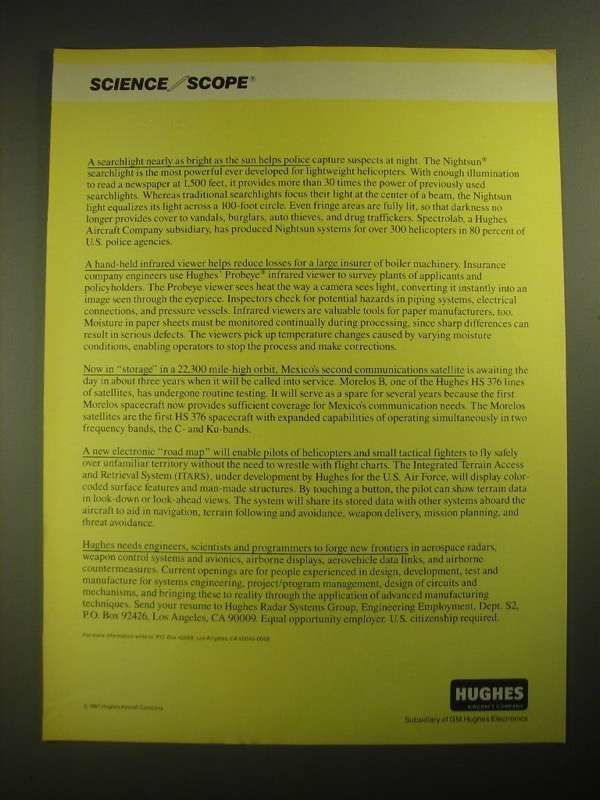 SCIENCE SCOPE®
A searchlight nearly as bright as the sun helps police capture suspects at night. The Nightsun®
searchlight is the most powerful ever developed for lightweight helicopters. With enough illumination
to read a newspaper at 1,500 feet, it provides more than 30 times the power of previously used
searchlights. Whereas traditional searchlights focus their light at the center of a beam, the Nightsun
light equalizes its light across a 100-foot circle. Even fringe areas are fully lit, so that darkness no
longer provides cover to vandals, burglars, auto thieves, and drug traffickers. Spectrolab, a Hughes
Aircraft Company subsidiary, has produced Nightsun systems for over 300 helicopters in 80 percent of
U.S. police agencies.
A hand-held infrared viewer helps reduce losses for a large insurer of boiler machinery. Insurance
company engineers use Hughes' Probeye® infrared viewer to survey plants of applicants and
policyholders. The Probeye viewer sees heat the way a camera sees light, converting it instantly into an
image seen through the eyepiece. Inspectors check for potential hazards in piping systems, electrical
connections, and pressure vessels. Infrared viewers are valuable tools for paper manufacturers, too.
Moisture in paper sheets must be monitored continually during processing, since sharp differences can
result in serious defects. The viewers pick up temperature changes caused by varying moisture
conditions, enabling operators to stop the process and make corrections.
Now in "storage" in a 22,300 mile-high orbit, Mexico's second communications satellite is awaiting the
day in about three years when it will be called into service. Morelos B, one of the Hughes HS 376 lines
of satellites, has undergone routine testing. It will serve as a spare for several years because the first
Morelos spacecraft now provides sufficient coverage for Mexico's communication needs. The Morelos
satellites are the first HS 376 spacecraft with expanded capabilities of operating simultaneously in two
frequency bands, the C- and Ku-bands.
A new electronic "road map" will enable pilots of helicopters and small tactical fighters to fly safely
over unfamiliar territory without the need to wrestle with flight charts. The Integrated Terrain Access
and Retrieval System (ITARS), under development by Hughes for the U.S. Air Force, will display color-
coded surface features and man-made structures. By touching a button, the pilot can show terrain data
in look-down or look-ahead views. The system will share its stored data with other systems aboard the
aircraft to aid in navigation, terrain following and avoidance, weapon delivery, mission planning, and
threat avoidance.
Hughes needs engineers, scientists and programmers to forge new frontiers in aerospace radars,
weapon control systems and avionics, airborne displays, aerovehicle data links, and airborne
countermeasures. Current openings are for people experienced in design, development, test and
manufacture for systems engineering, project/program management, design of circuits and
mechanisms, and bringing these to reality through the application of advanced manufacturing
techniques. Send your resume to Hughes Radar Systems Group, Engineering Employment, Dept. S2,
P.O. Box 92426, Los Angeles, CA 90009. Equal opportunity employer. U.S. citizenship required.
For more information write to: P.O. Box Los Angeles, CA
© 1987 Hughes Aircraft Company
HUGHES
AIRCRAFT COMPANY
Subsidiary of GM Hughes Electronics